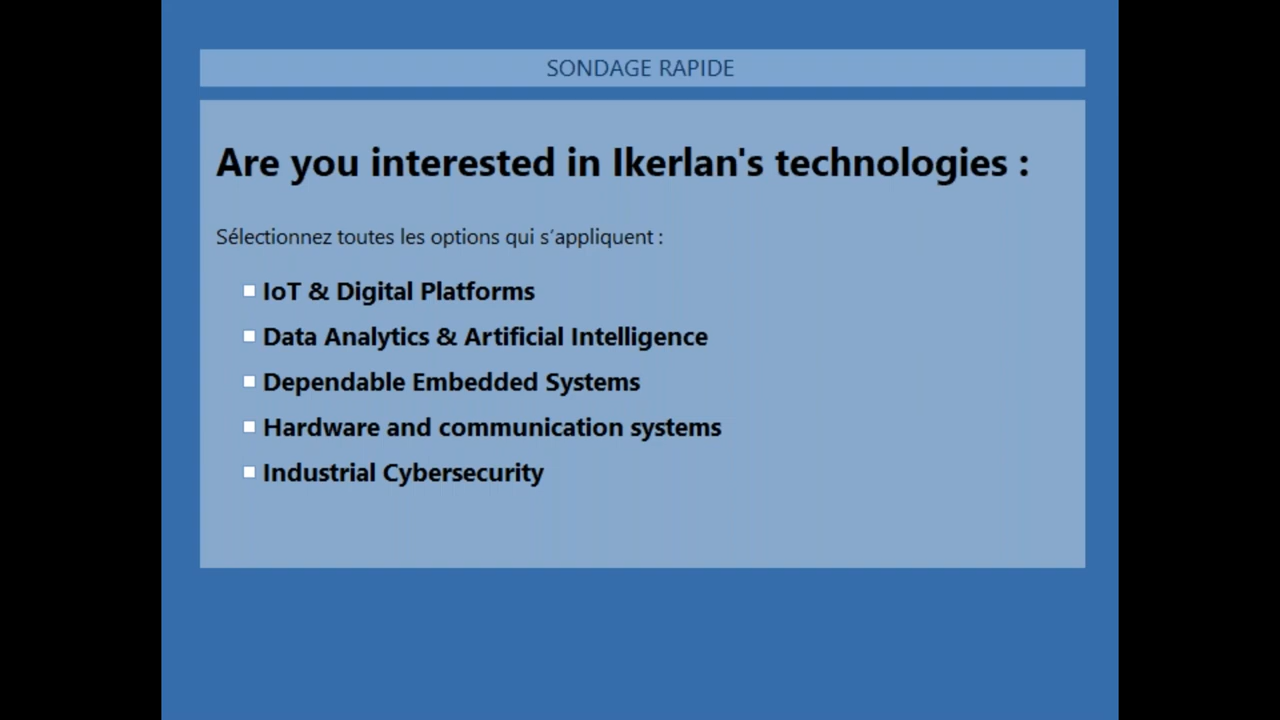 SONDAGE RAPIDE
Are you interested in Ikerlan's technologies :
Sélectionnez toutes les options qui s’appliquent :
IoT & Digital Platforms
Data Analytics & Artificial Intelligence
Dependable Embedded Systems
Hardware and communication systems
Industrial Cybersecurity